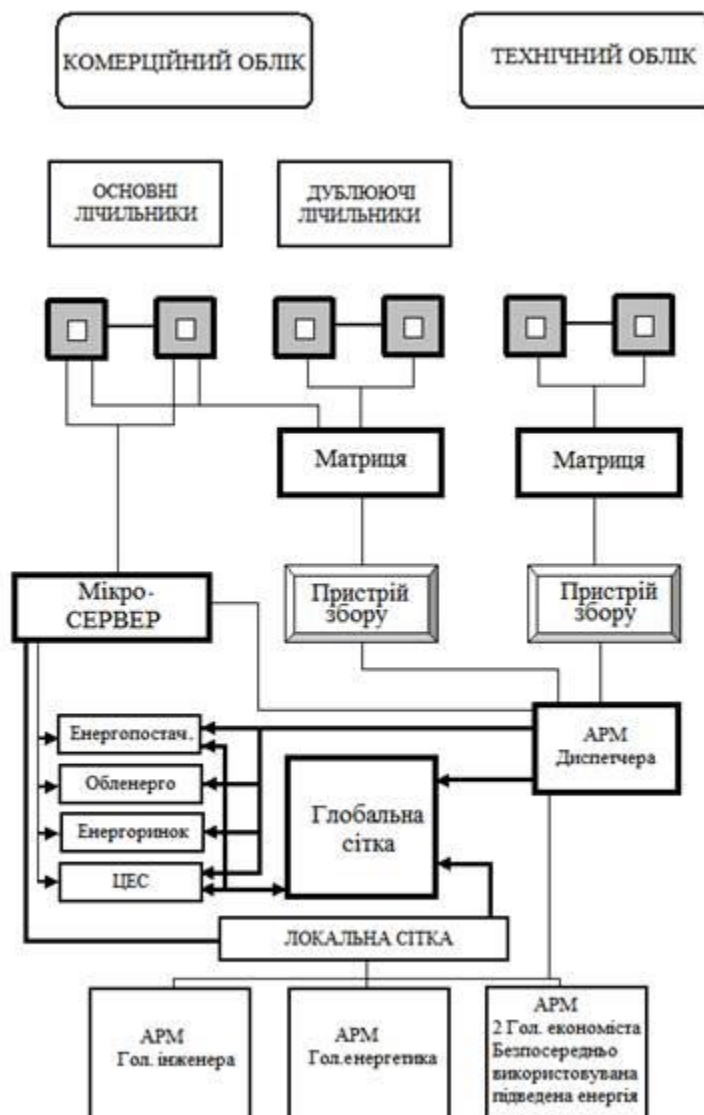 КОМЕРЦІЙНИЙ ОБЛІК
ТЕХНІЧНИЙ ОБЛІК
ОСНОВНІ
ЛІЧИЛЬНИКИ
ДУБЛЮЮЧІ
ЛІЧИЛЬНИКИ
Матриця
Матриця
Мікро-
СЕРВЕР
Пристрій
збору
Пристрій
збору
Енергопостач.
Обленерго
Енергоринок
ЦЕС
Глобальна
сітка
АРМ
Диспетчера
ЛОКАЛЬНА СІТКА
АРМ
Гол. інженера
АРМ
Гол.енергетика
АРМ
2 Гол. економіста
Безпосередньо
використовувана
підведена енергія